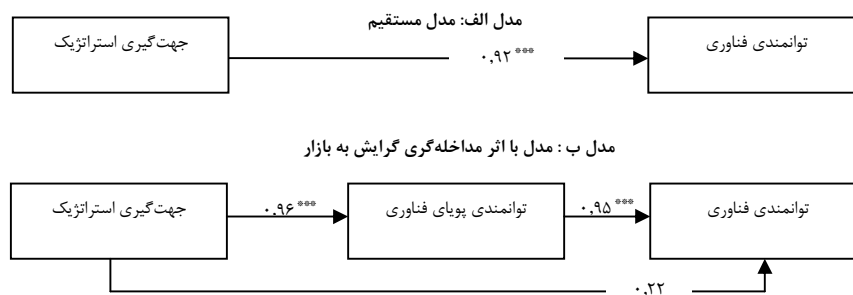 مدل الف: مدل مستقیم
جهت‌گیری استراتژیک
۰,۹۲ ***
توانمندی فناوری
مدل ب : مدل با اثر مداخله‌گری گرایش به بازار
جهت‌گیری استراتژیک
۰.۹۶ ***
توانمندی پویای فناوری
۰,۹۵ ***
توانمندی فناوری
۰,۲۲